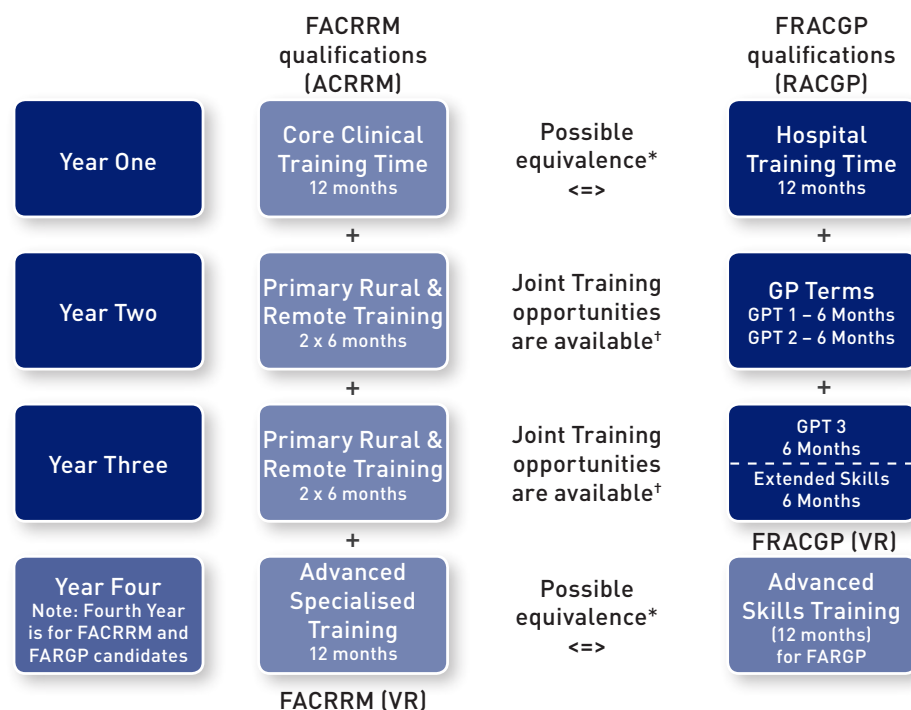 FACRRM
qualifications
(ACRRM)
FRACGP
qualifications
(RACGP)
Year One
Core Clinical
Training Time
12 months
Possible
equivalence*
<=>
Hospital
Training Time
12 months
+
+
Year Two
Primary Rural &
Remote Training
2 x 6 months
Joint Training
opportunities
are available†
GP Terms
GPT 1 – 6 Months
GPT 2 – 6 Months
+
+
Year Three
Primary Rural &
Remote Training
2 x 6 months
Joint Training
opportunities
are available†
GPT 3
6 Months
Extended Skills
6 Months
+
FRACGP (VR)
Year Four
Note: Fourth Year
is for FACRRM and
FARGP candidates
Advanced
Specialised
Training
12 months
Possible
equivalence*
<=>
Advanced
Skills Training
(12 months)
for FARGP
FACRRM (VR)